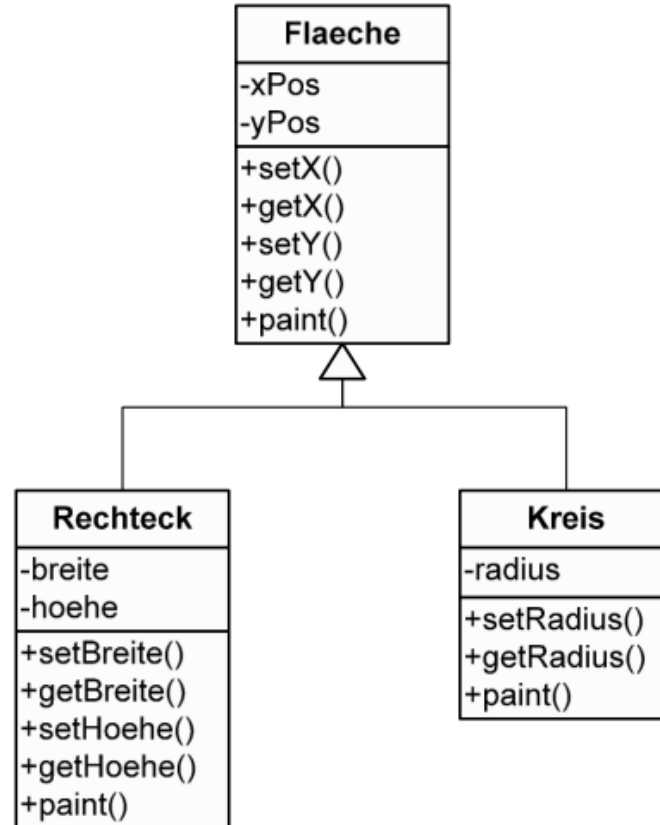 Flaeche
-xPos
-yPos
+setX()
+getX()
+setY()
+getY()
+paint()
Rechteck
-breite
-hoehe
+setBreite()
+getBreite()
+setHoehe()
+getHoehe()
+paint()
Kreis
-radius
+setRadius()
+getRadius()
+paint()